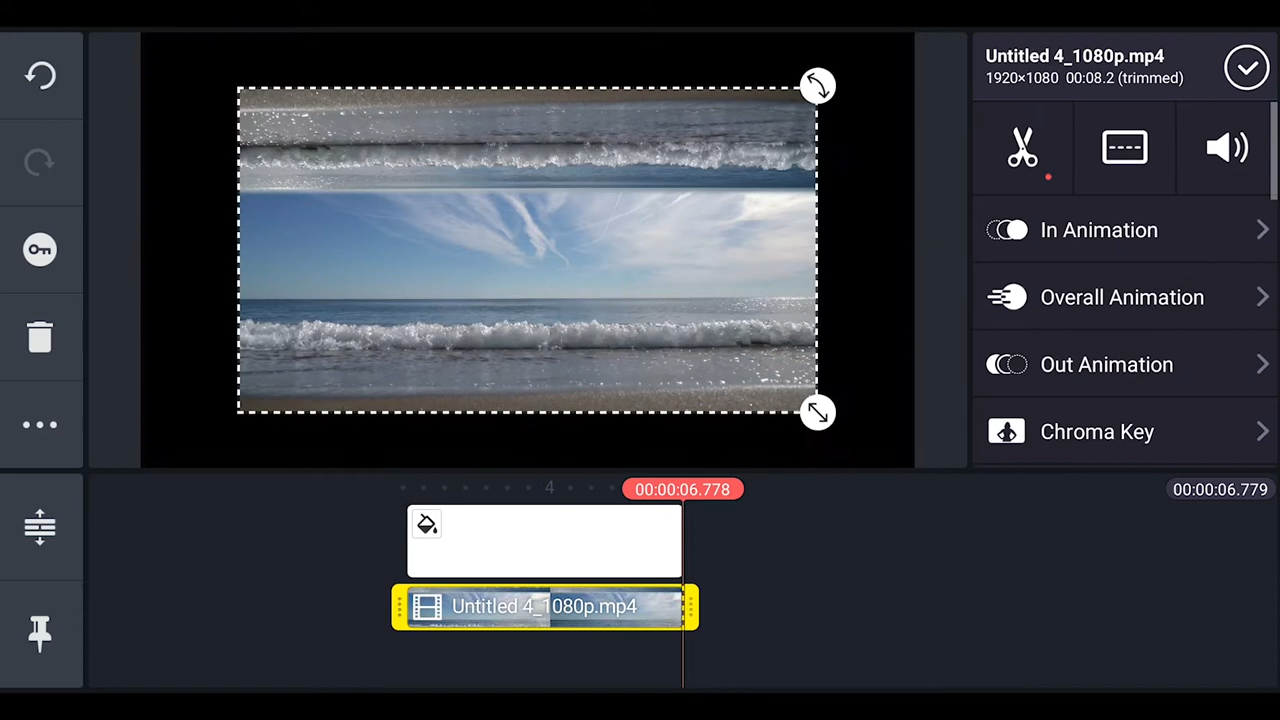 Untitled 4_1080p.mp4
1920×1080 00:08.2 (trimmed)
In Animation
Overall Animation
Out Animation
Chroma Key
4
00:00:06.778
00:00:06.779
Untitled 4_1080p.mp4